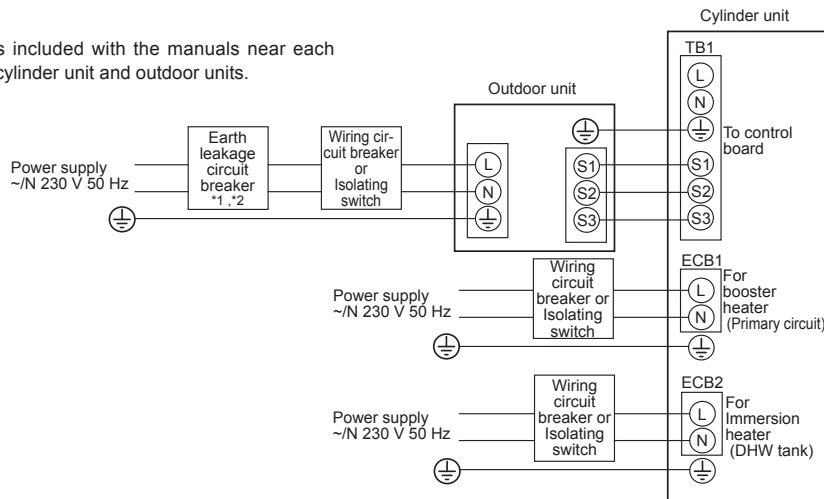 Cylinder unit
s included with the manuals near each
cylinder unit and outdoor units.
TB1
L
N
To control
board
S1
S2
S3
Outdoor unit
Earth
leakage
circuit
breaker
*1 ,*2
Wiring cir-
cuit breaker
or
Isolating
switch
Power supply
~/N 230 V 50 Hz
L
N
S1
S2
S3
ECB1
For
booster
heater
(Primary circuit)
L
N
Wiring
circuit
breaker or
Isolating
switch
Power supply
~/N 230 V 50 Hz
ECB2
For
Immersion
heater
(DHW tank)
L
N
Wiring
circuit
breaker or
Isolating
switch
Power supply
~/N 230 V 50 Hz